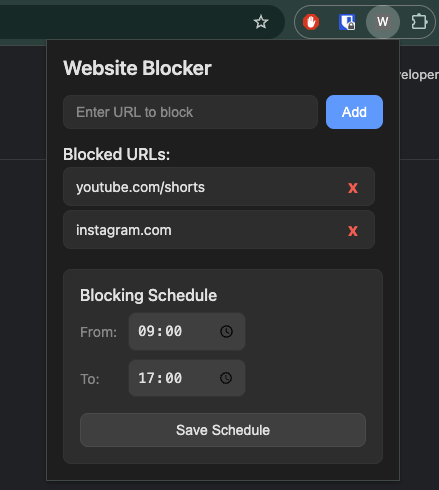 W
veloper
Website Blocker
Enter URL to block
Add
Blocked URLs:
youtube.com/shorts
x
instagram.com
x
Blocking Schedule
From:
09:00
To:
17:00
Save Schedule